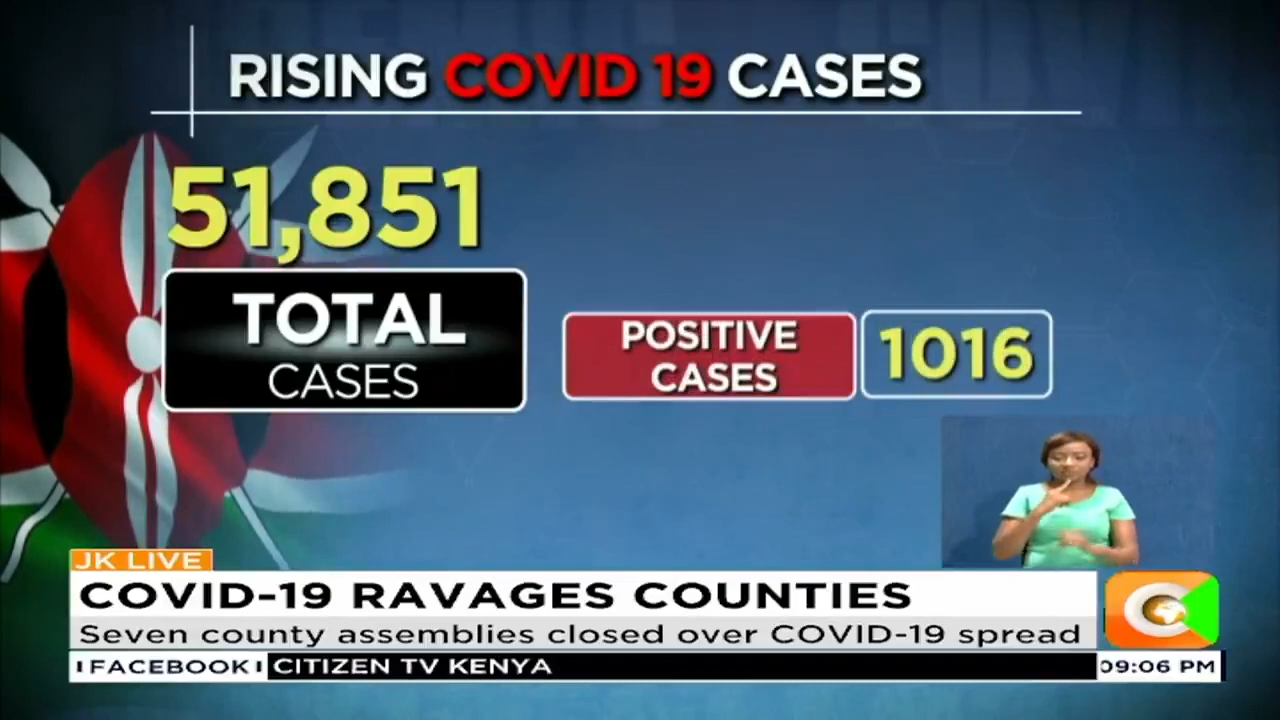 RISING COVID 19 CASES
51,851
TOTAL
CASES
POSITIVE
CASES
1016
JK LIVE
COVID-19 RAVAGES COUNTIES
Seven county assemblies closed over COVID-19 spread
FACEBOOK
CITIZEN TV KENYA
09:06 PM